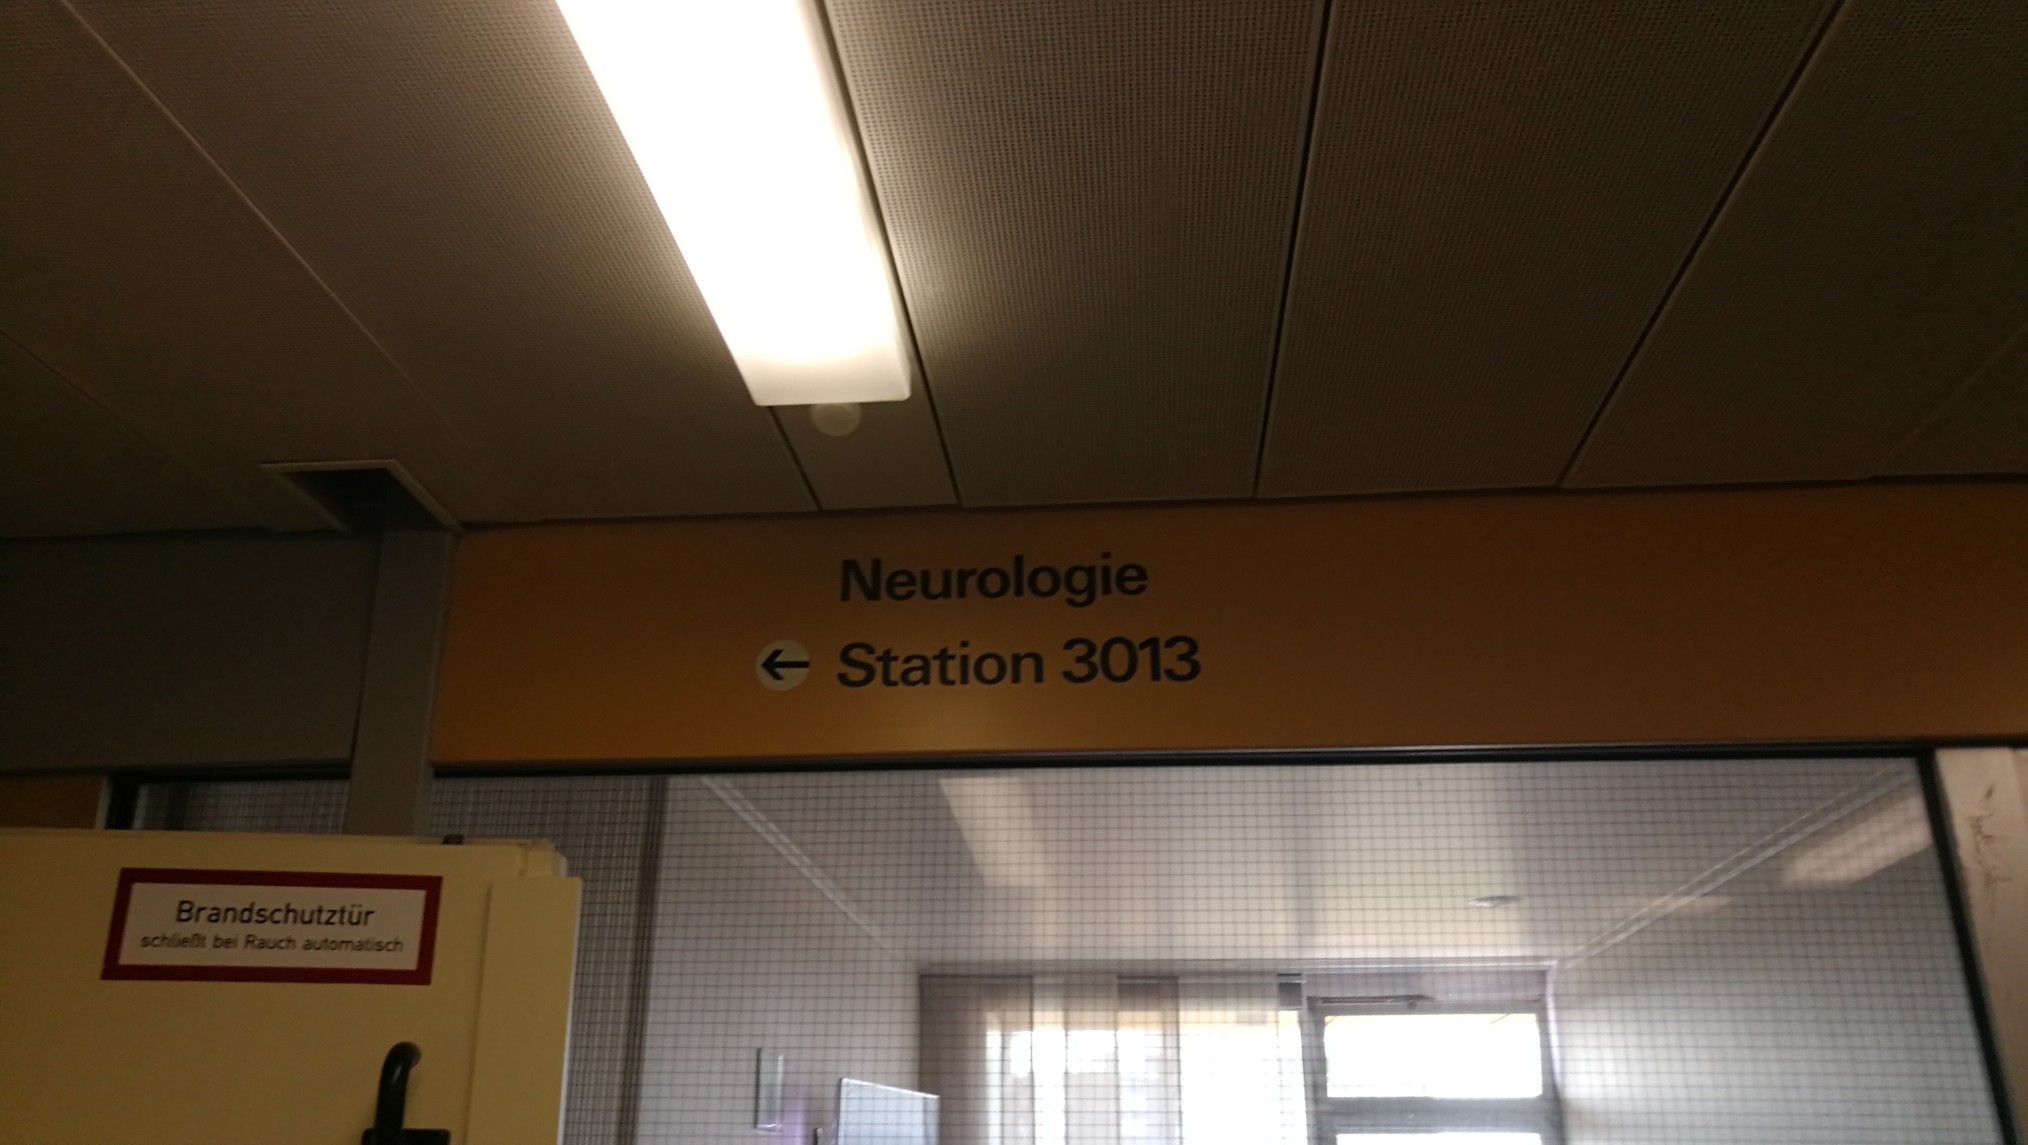 Neurologie
← Station 3013
Brandschutztür
schließt bei Rauch automatisch